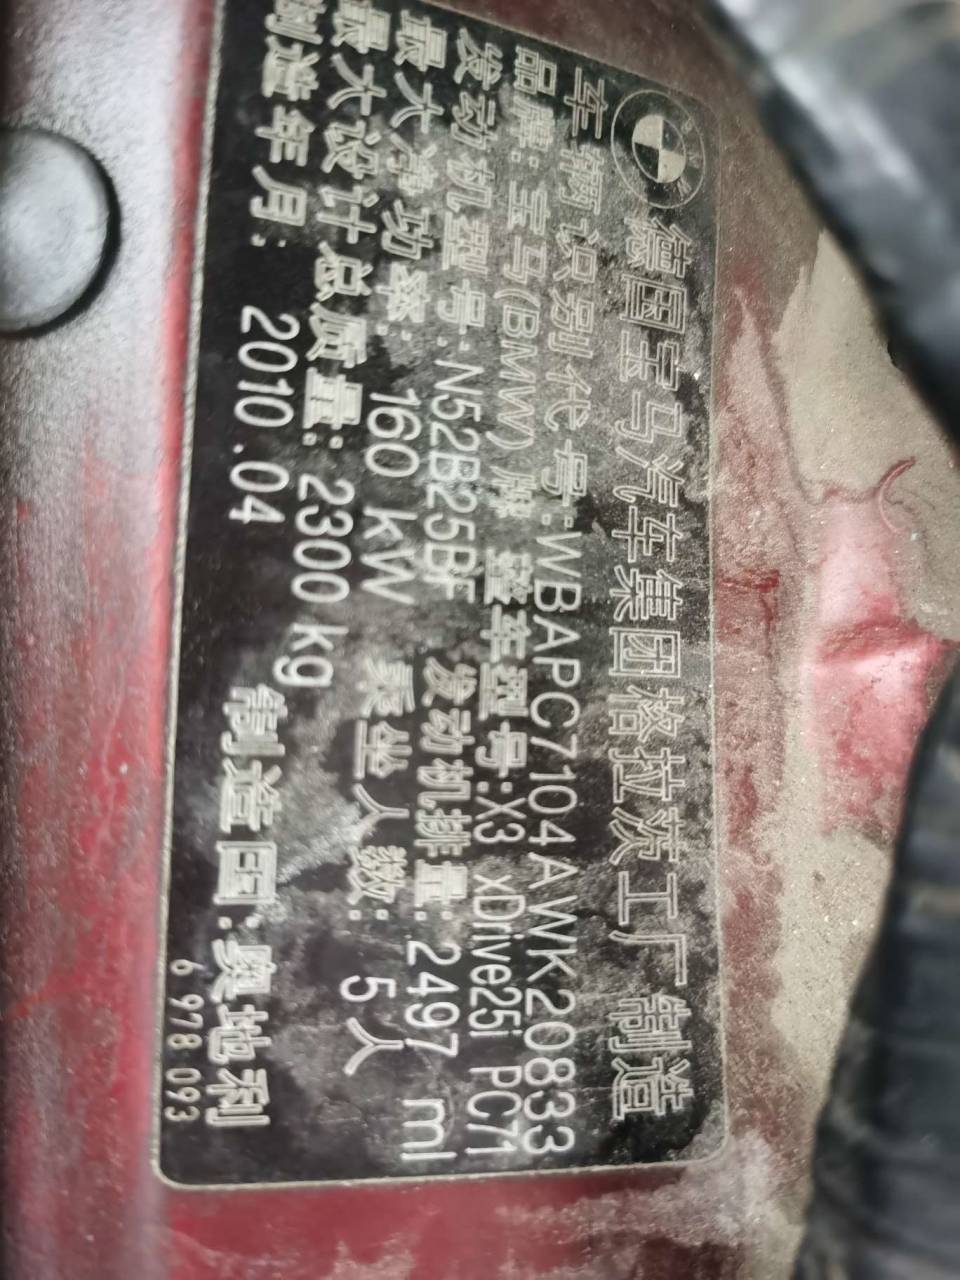 德国宝马汽车集团格拉茨工厂制造
车辆识别代号:WBAPC7104AWK20833
品牌:宝马(BMW)牌 整车型号:X3 xDrive25i PC71
发动机型号:N52B25BF 发动机排量:2497 ml
最大净功率: 160 kW 乘坐人数: 5人
最大设计总质量: 2300 kg
制造年月: 2010.04 制造国:奥地利
6 978 093